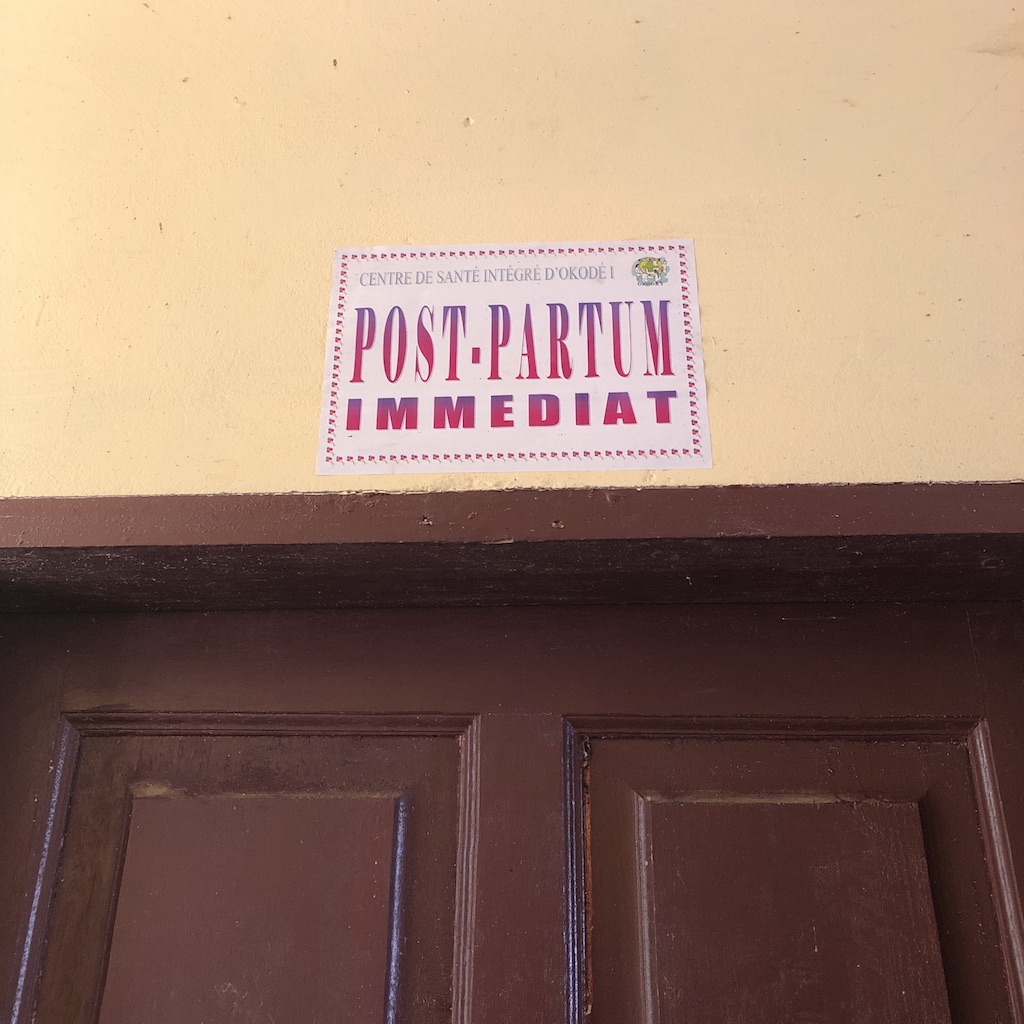 CENTRE DE SANTÉ INTÉGRÉ D'OKODÉ I
POST-PARTUM
IMMEDIAT